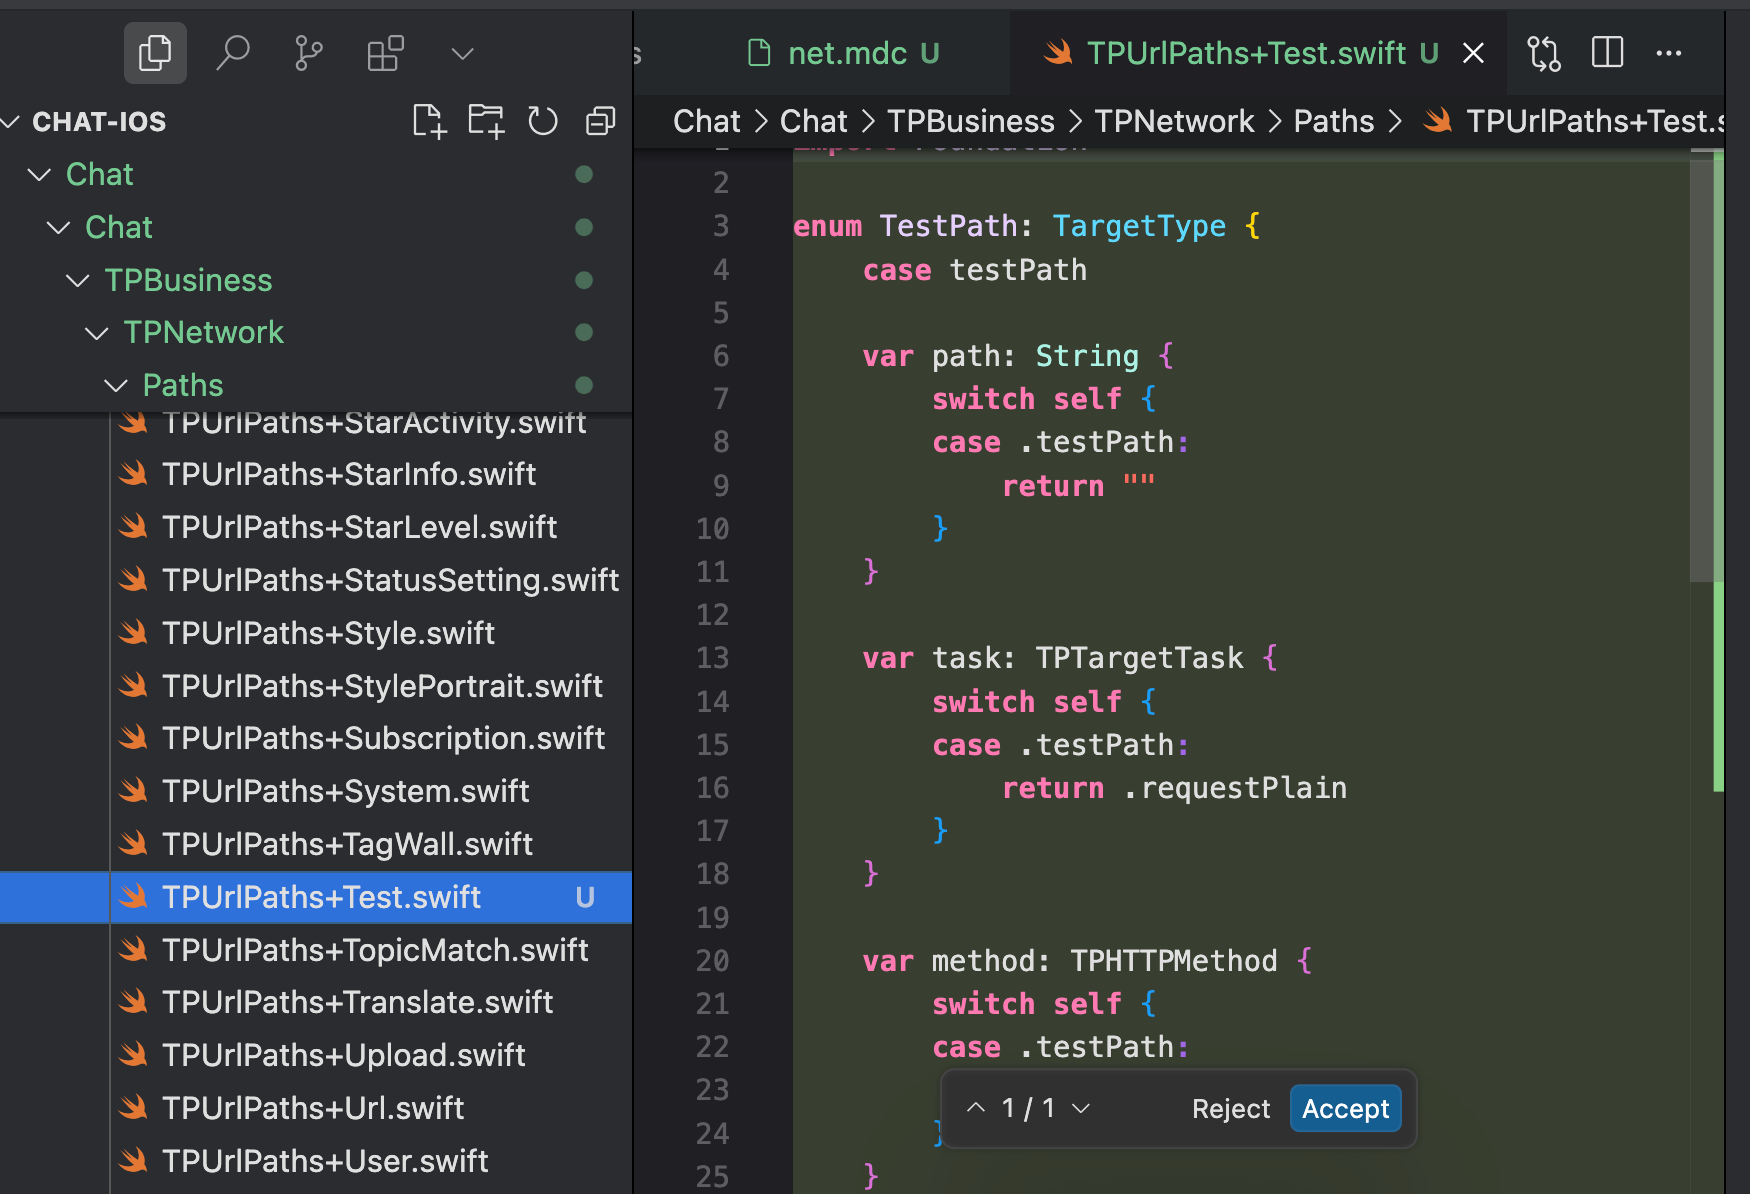 s
net.mdc U
TPUrlPaths+Test.swift U
CHAT-IOS
Chat
Chat
TPBusiness
TPNetwork
Paths
TPUrlPaths+StarActivity.swift
TPUrlPaths+StarInfo.swift
TPUrlPaths+StarLevel.swift
TPUrlPaths+StatusSetting.swift
TPUrlPaths+Style.swift
TPUrlPaths+StylePortrait.swift
TPUrlPaths+Subscription.swift
TPUrlPaths+System.swift
TPUrlPaths+TagWall.swift
TPUrlPaths+Test.swift U
TPUrlPaths+TopicMatch.swift
TPUrlPaths+Translate.swift
TPUrlPaths+Upload.swift
TPUrlPaths+Url.swift
TPUrlPaths+User.swift
Chat > Chat > TPBusiness > TPNetwork > Paths > TPUrlPaths+Test.s
1 import Foundation
2
3 enum TestPath: TargetType {
4     case testPath
5
6     var path: String {
7         switch self {
8         case .testPath:
9             return ""
10         }
11     }
12
13     var task: TPTargetTask {
14         switch self {
15         case .testPath:
16             return .requestPlain
17         }
18     }
19
20     var method: TPHTTPMethod {
21         switch self {
22         case .testPath:
23
24         }
25     }
1 / 1 Reject Accept